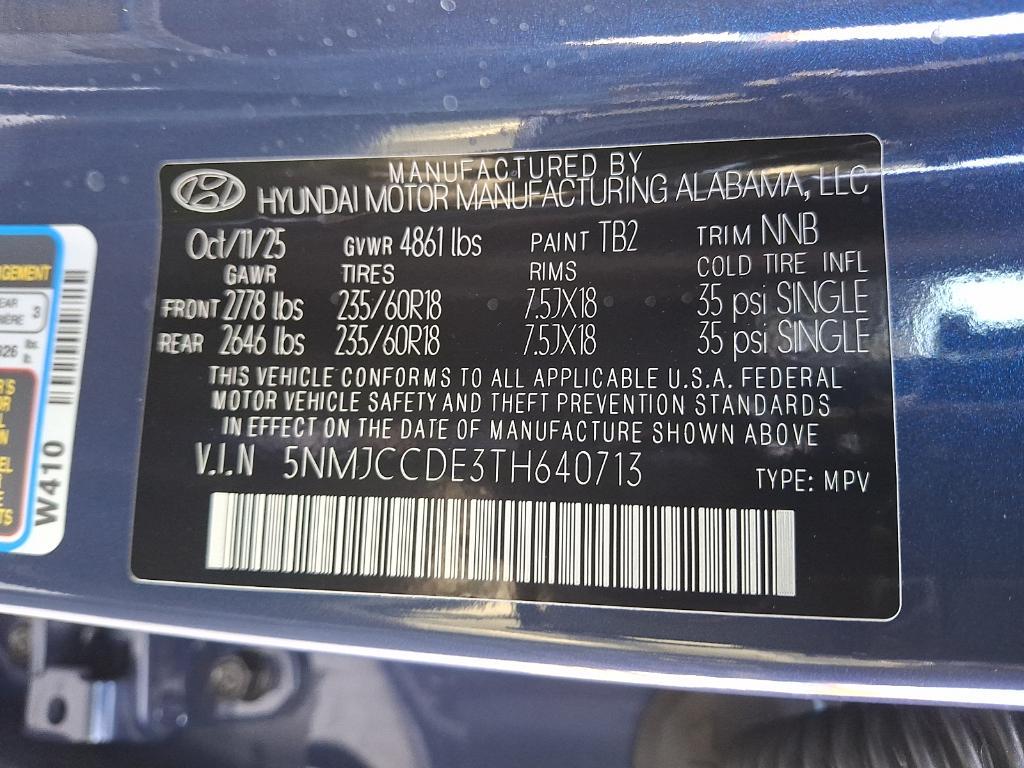 MANUFACTURED BY
HYUNDAI MOTOR MANUFACTURING ALABAMA, LLC
Oct/11/25 GVWR 4861 lbs PAINT TB2 TRIM NNB
GAWR TIRES RIMS COLD TIRE INFL
FRONT 2778 lbs 235/60R18 7.5JX18 35 psi SINGLE
REAR 2646 lbs 235/60R18 7.5JX18 35 psi SINGLE
THIS VEHICLE CONFORMS TO ALL APPLICABLE U.S.A. FEDERAL
MOTOR VEHICLE SAFETY AND THEFT PREVENTION STANDARDS
IN EFFECT ON THE DATE OF MANUFACTURE SHOWN ABOVE
V.I.N 5NMJCCDE3TH640713 TYPE: MPV
W410
3